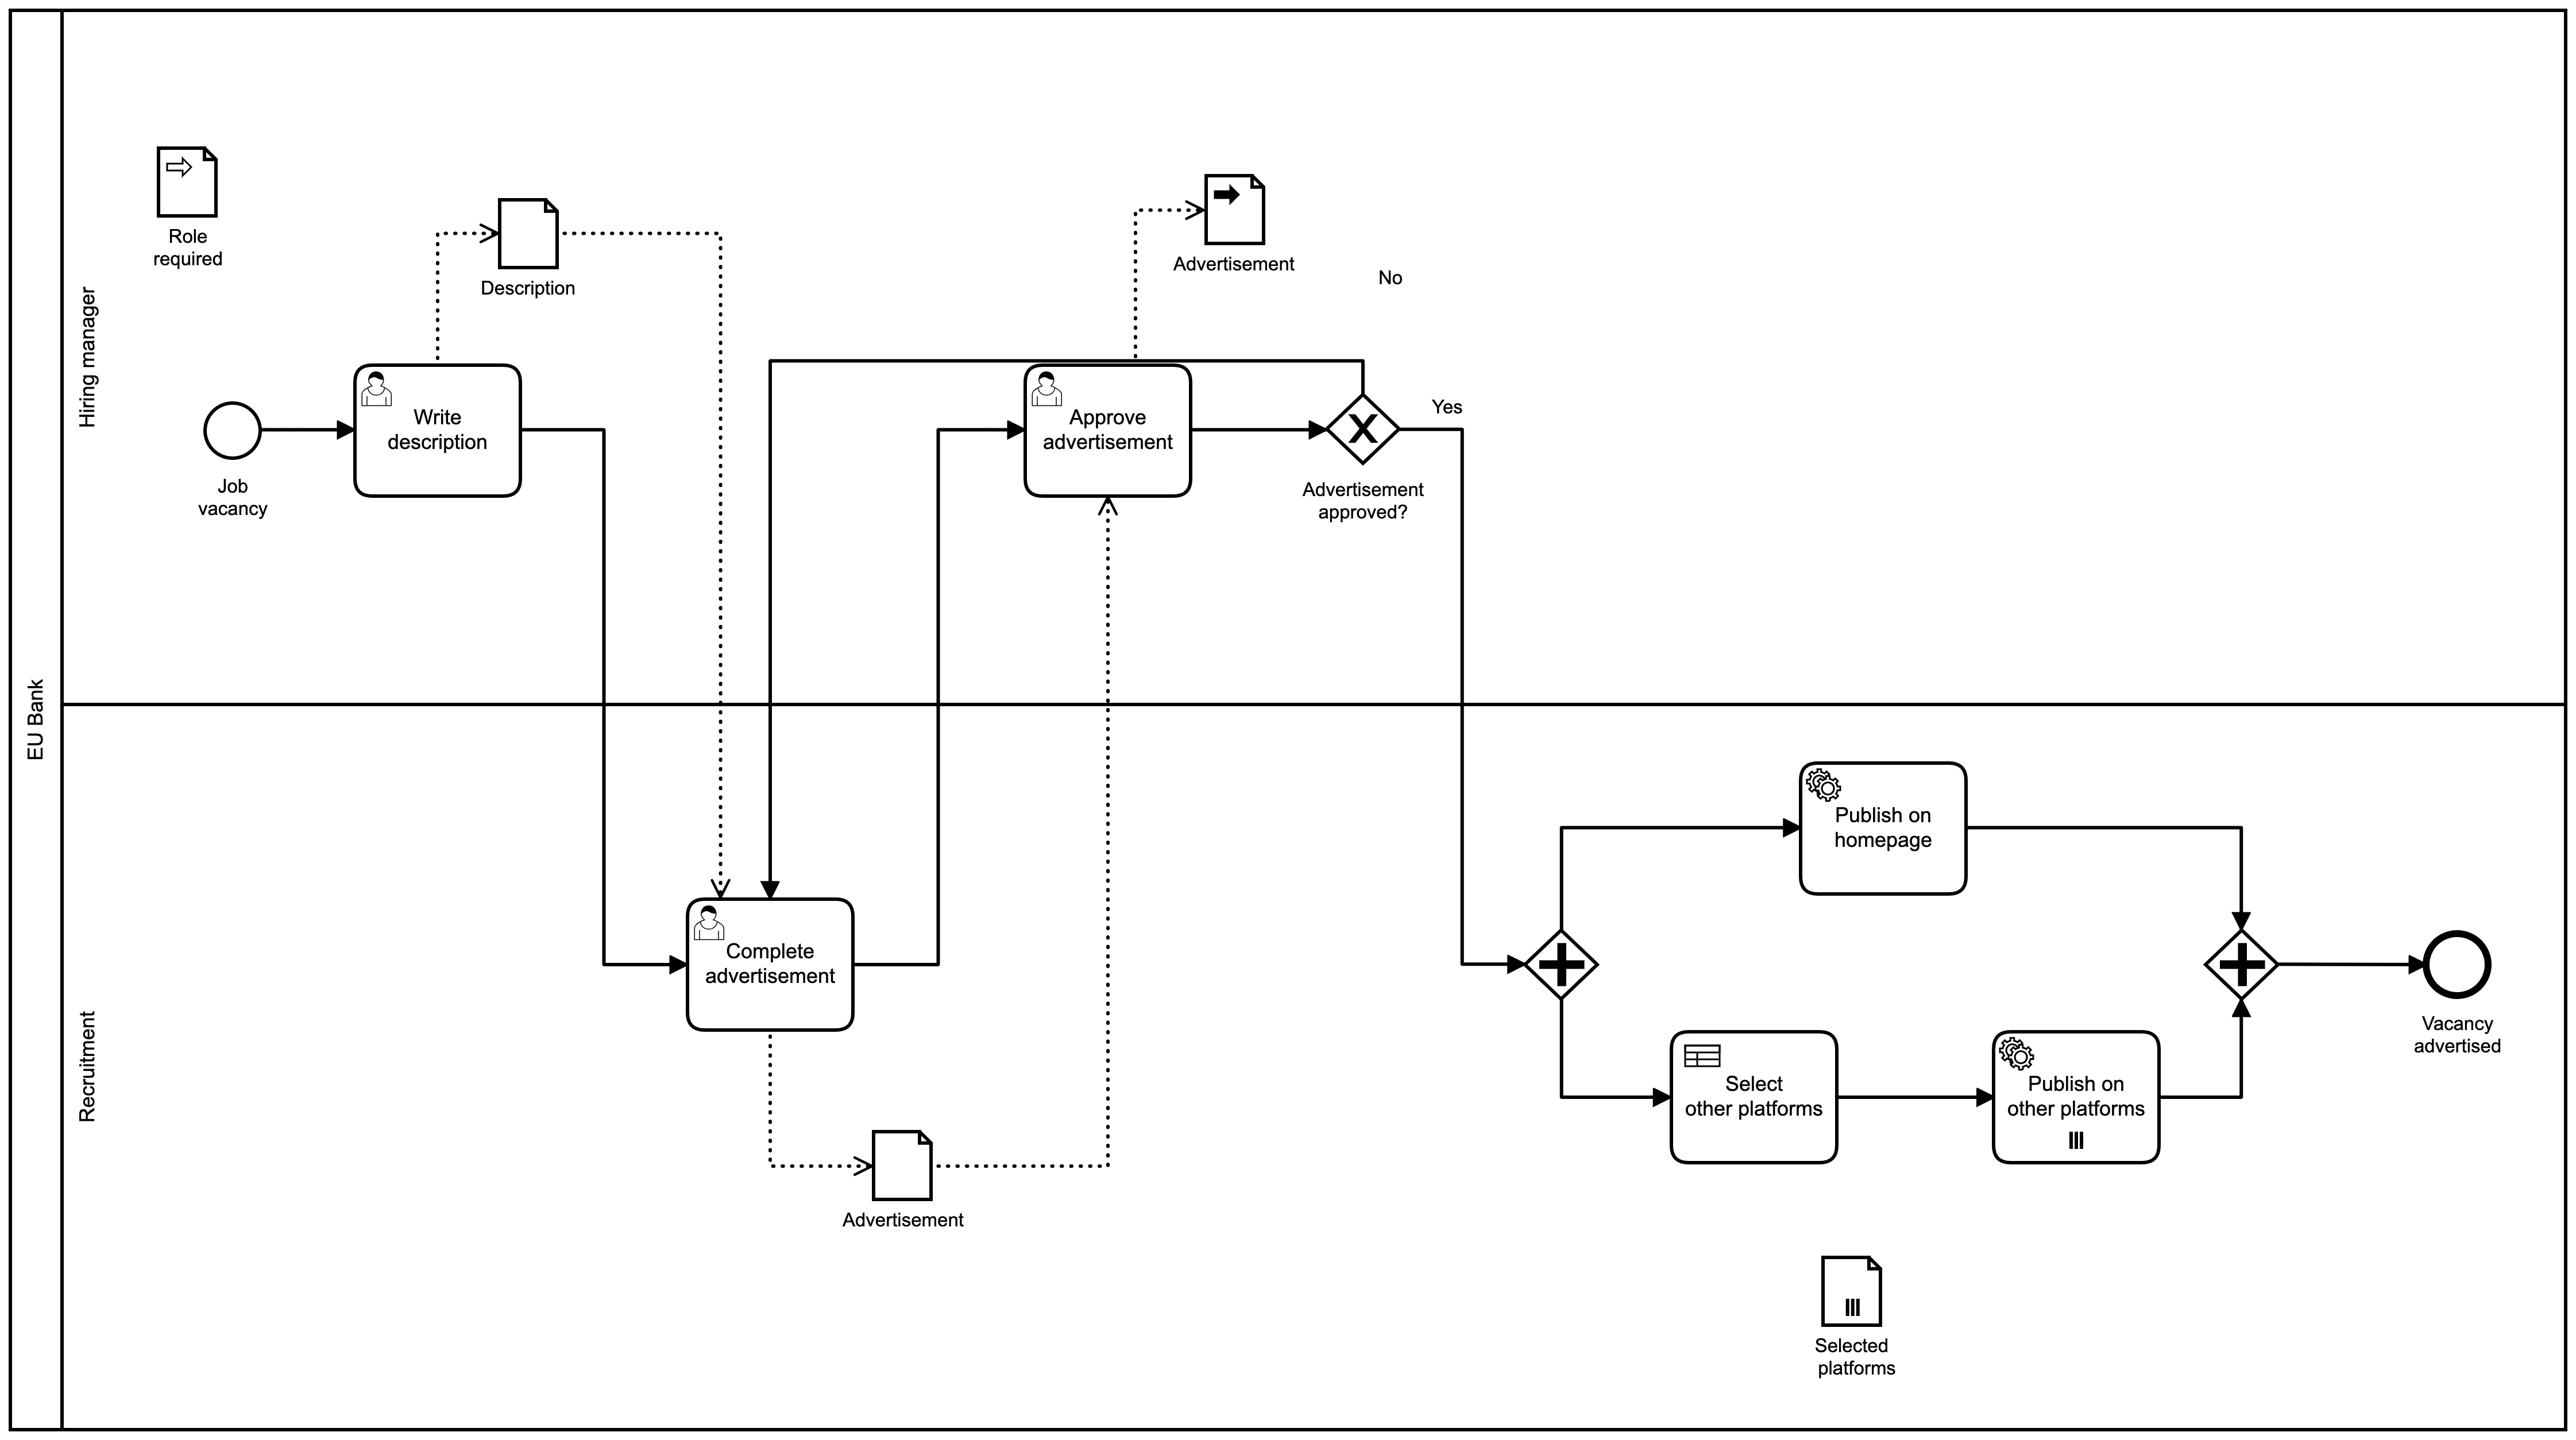 EU Bank
Hiring manager
Role
required
Description
Advertisement
No
Job
vacancy
Write
description
Approve
advertisement
Yes
Advertisement
approved?
Recruitment
Complete
advertisement
Advertisement
Publish on
homepage
Select
other platforms
Publish on
other platforms
Vacancy
advertised
Selected
platforms